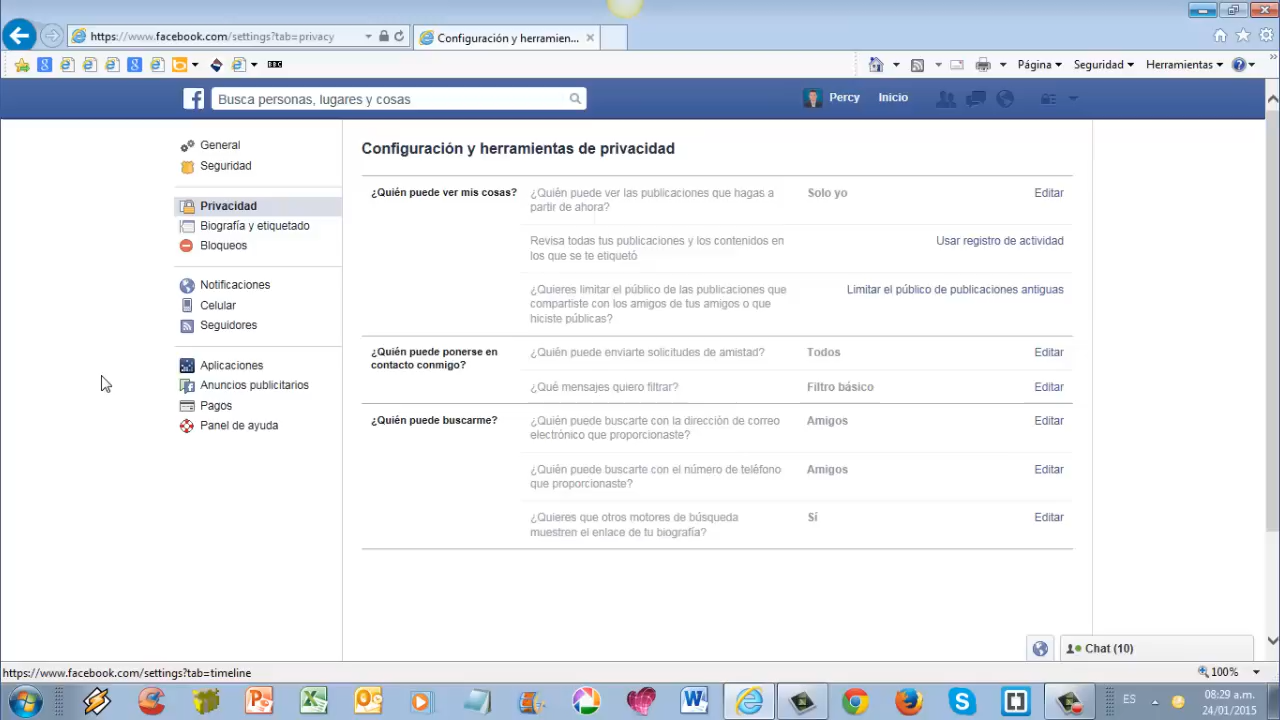 https://www.facebook.com/settings?tab=privacy
Configuración y herramien...
Página
Seguridad
Herramientas
Busca personas, lugares y cosas
Percy
Inicio
General
Seguridad
Privacidad
Biografía y etiquetado
Bloqueos
Notificaciones
Celular
Seguidores
Aplicaciones
Anuncios publicitarios
Pagos
Panel de ayuda
Configuración y herramientas de privacidad
¿Quién puede ver mis cosas?
¿Quién puede ver las publicaciones que hagas a
partir de ahora?
Solo yo
Editar
Revisa todas tus publicaciones y los contenidos en
los que se te etiquetó
Usar registro de actividad
¿Quieres limitar el público de las publicaciones que
compartiste con los amigos de tus amigos o que
hiciste públicas?
Limitar el público de publicaciones antiguas
¿Quién puede ponerse en
contacto conmigo?
¿Quién puede enviarte solicitudes de amistad?
Todos
Editar
¿Qué mensajes quiero filtrar?
Filtro básico
Editar
¿Quién puede buscarme?
¿Quién puede buscarte con la dirección de correo
electrónico que proporcionaste?
Amigos
Editar
¿Quién puede buscarte con el número de teléfono
que proporcionaste?
Amigos
Editar
¿Quieres que otros motores de búsqueda
muestren el enlace de tu biografía?
Sí
Editar
Chat (10)
https://www.facebook.com/settings?tab=timeline
100%
ES
08:29 a.m.
24/01/2015